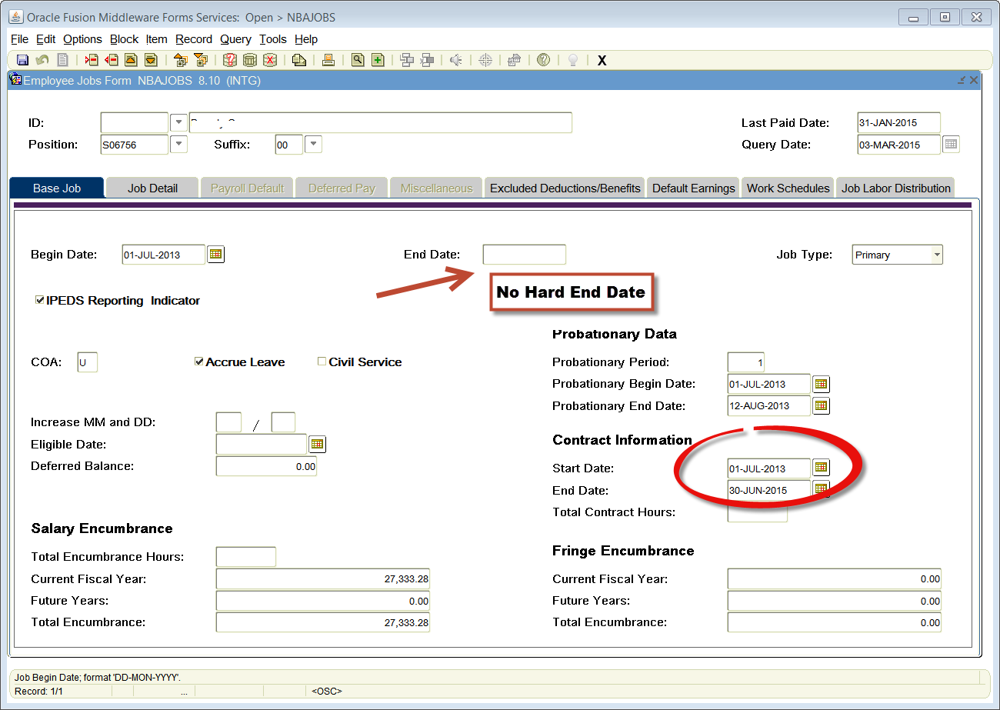 Oracle Fusion Middleware Forms Services:  Open > NBAJOBS
File Edit Options Block Item Record Query Tools Help
X
Employee Jobs Form  NBAJOBS  8.10  (INTG)
ID:
Last Paid Date: 31-JAN-2015
Position: S06756 Suffix: 00 Query Date: 03-MAR-2015
Base Job Job Detail Payroll Default Deferred Pay Miscellaneous Excluded Deductions/Benefits Default Earnings Work Schedules Job Labor Distribution
Begin Date: 01-JUL-2013 End Date: Job Type: Primary
No Hard End Date
IPEDS Reporting  Indicator
Probationary Data
COA: U Accrue Leave Civil Service Probationary Period: 1
Probationary Begin Date: 01-JUL-2013
Probationary End Date: 12-AUG-2013
Increase MM and DD: /
Contract Information
Eligible Date:
Deferred Balance: 0.00 Start Date: 01-JUL-2013
End Date: 30-JUN-2015
Total Contract Hours:
Salary Encumbrance
Fringe Encumbrance
Total Encumbrance Hours:
Current Fiscal Year: 27,333.28 Current Fiscal Year: 0.00
Future Years: 0.00 Future Years: 0.00
Total Encumbrance: 27,333.28 Total Encumbrance: 0.00
Job Begin Date; format 'DD-MON-YYYY'.
Record: 1/1 ... <OSC>